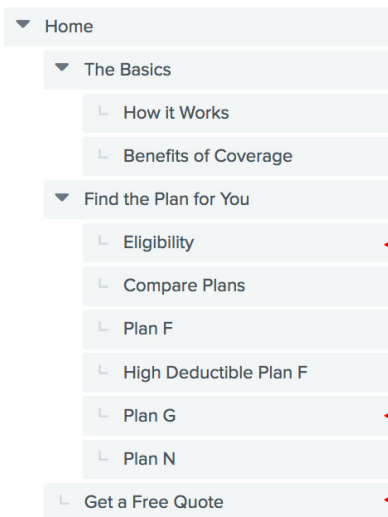 Home
The Basics
How it Works
Benefits of Coverage
Find the Plan for You
Eligibility
Compare Plans
Plan F
High Deductible Plan F
Plan G
Plan N
Get a Free Quote